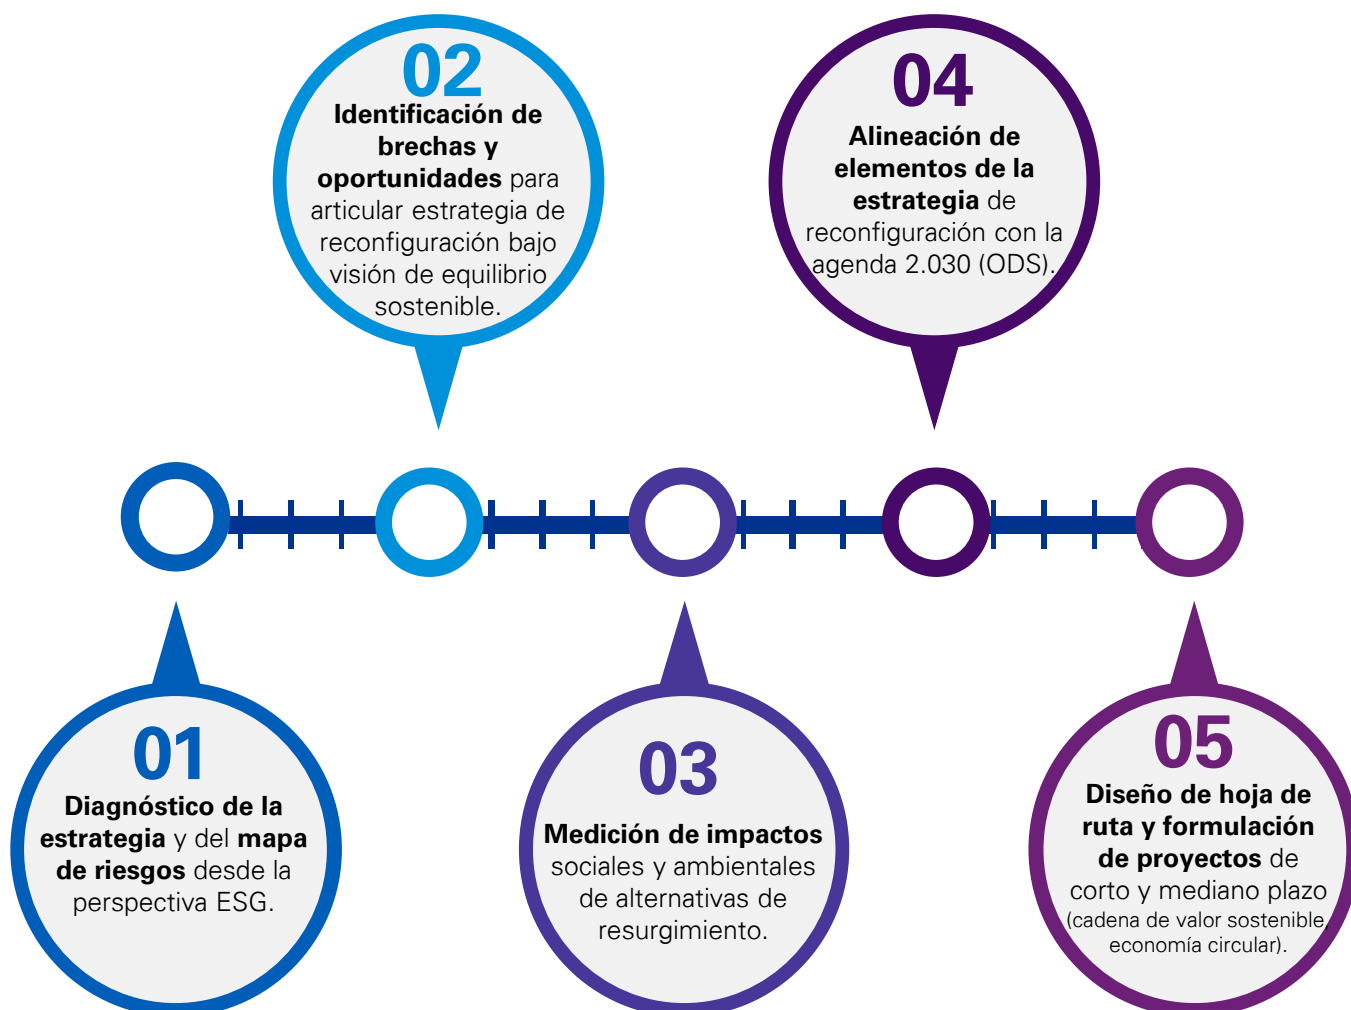 01
Diagnóstico de la
estrategia y del mapa
de riesgos desde la
perspectiva ESG.
02
Identificación de
brechas y
oportunidades para
articular estrategia de
reconfiguración bajo
visión de equilibrio
sostenible.
03
Medición de impactos
sociales y ambientales
de alternativas de
resurgimiento.
04
Alineación de
elementos de la
estrategia de
reconfiguración con la
agenda 2.030 (ODS).
05
Diseño de hoja de
ruta y formulación
de proyectos de
corto y mediano plazo
(cadena de valor sostenible,
economía circular).